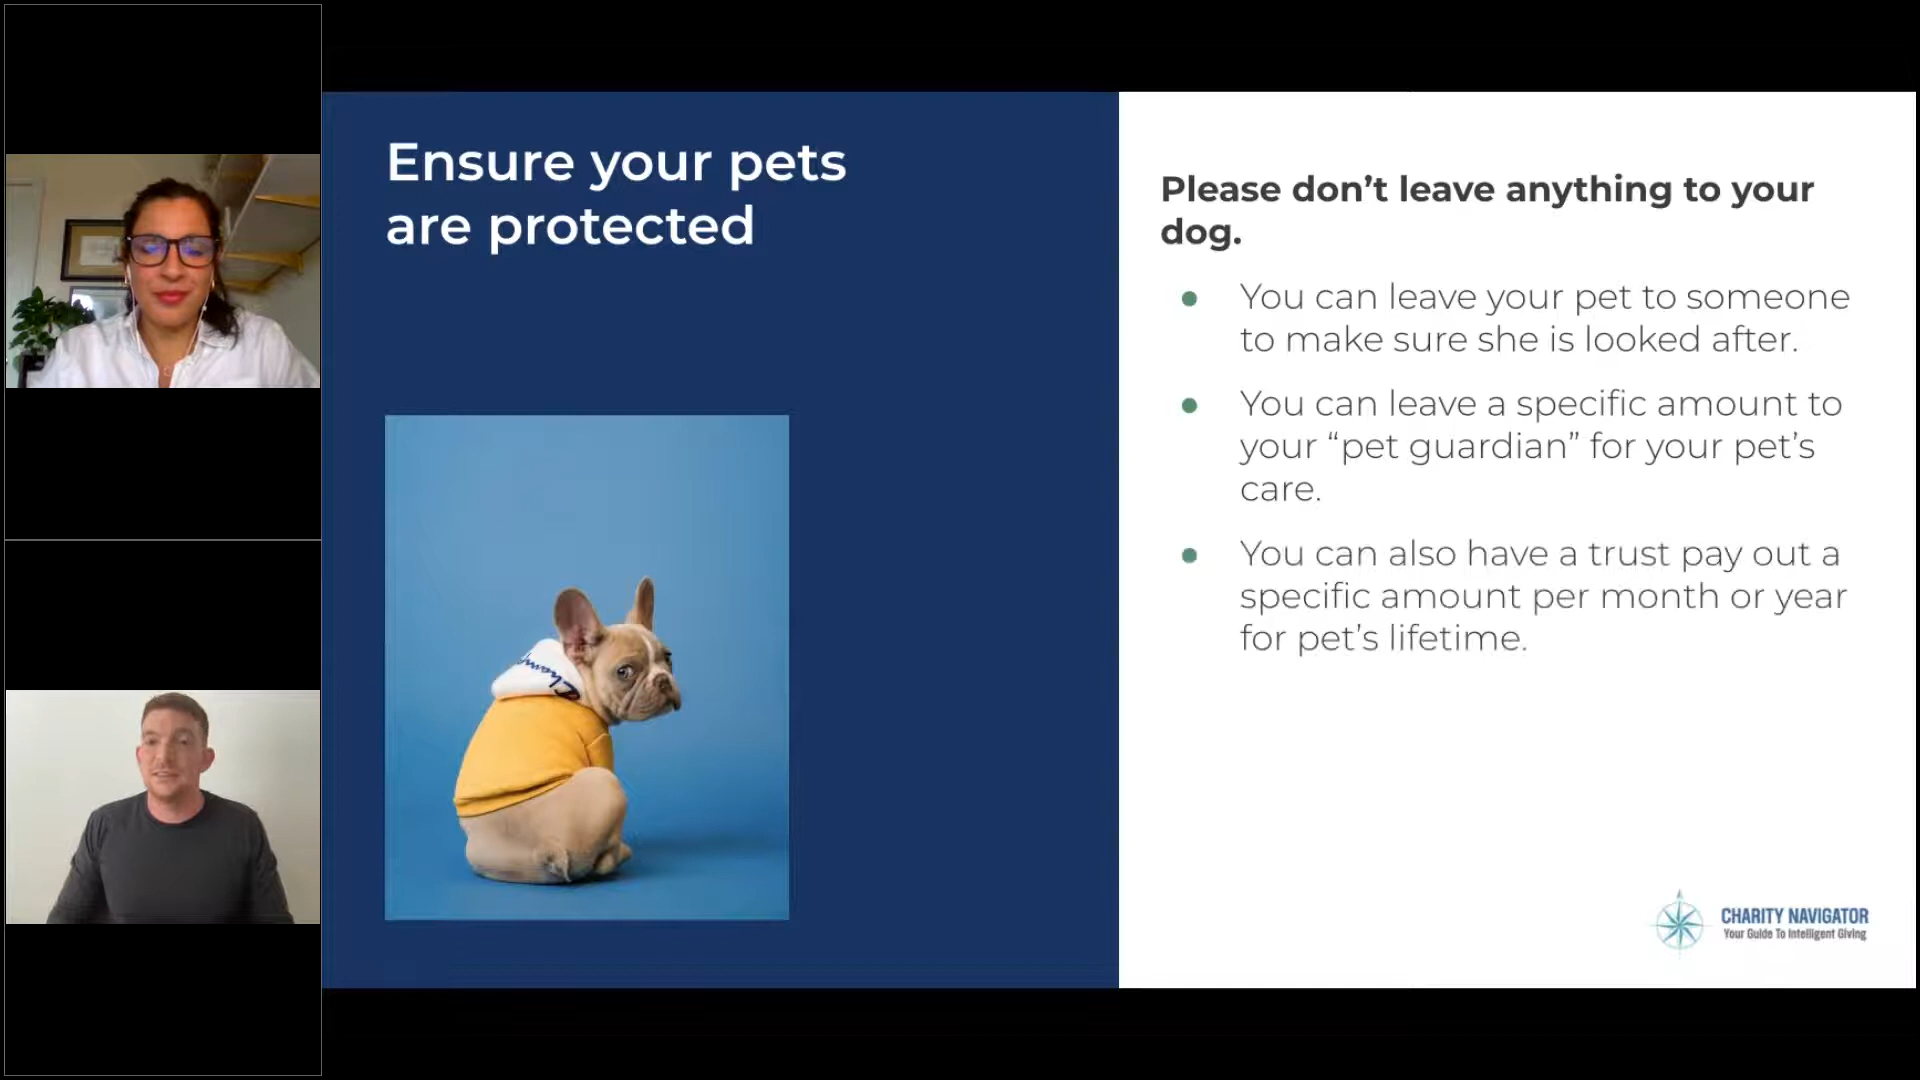 Ensure your pets
are protected
Please don’t leave anything to your
dog.
You can leave your pet to someone
to make sure she is looked after.
You can leave a specific amount to
your “pet guardian” for your pet’s
care.
You can also have a trust pay out a
specific amount per month or year
for pet’s lifetime.
CHARITY NAVIGATOR
Your Guide To Intelligent Giving